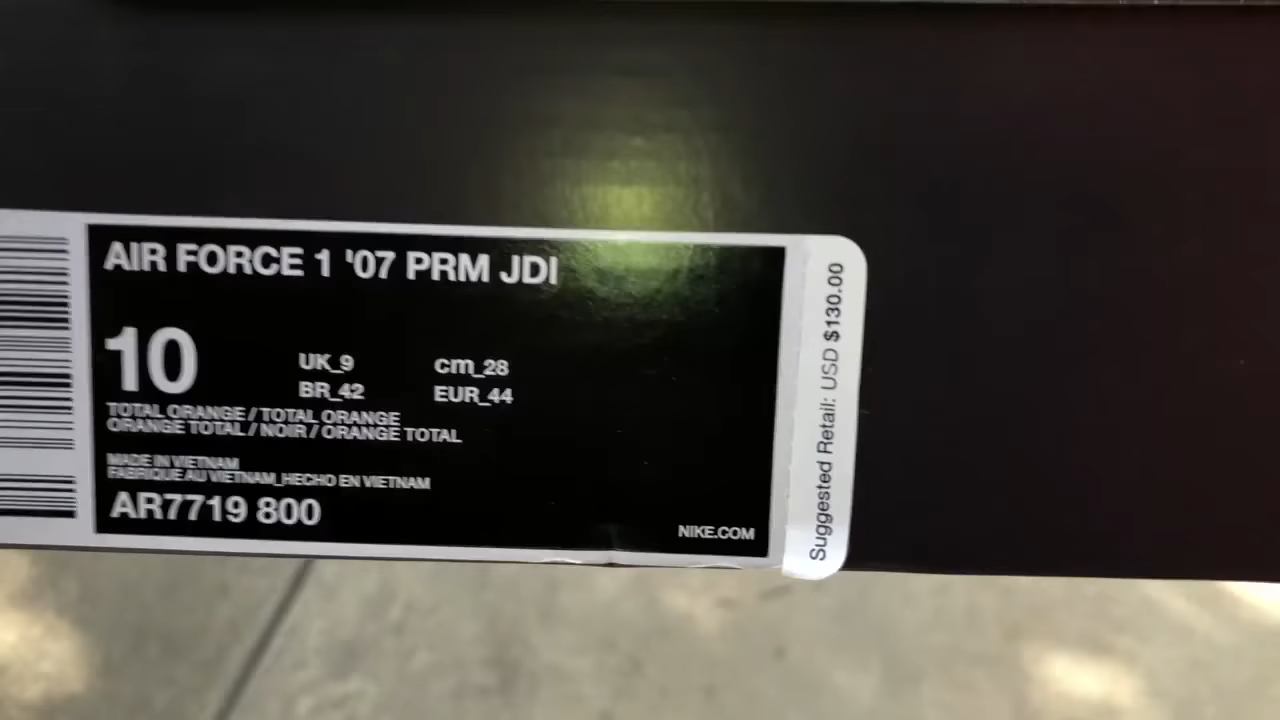 AIR FORCE 1 '07 PRM JDI
10
UK_9
cm_28
BR_42
EUR_44
TOTAL ORANGE / TOTAL ORANGE
ORANGE TOTAL / NOIR / ORANGE TOTAL
MADE IN VIETNAM
FABRIQUE AU VIETNAM_HECHO EN VIETNAM
AR7719 800
NIKE.COM
Suggested Retail: USD $130.00